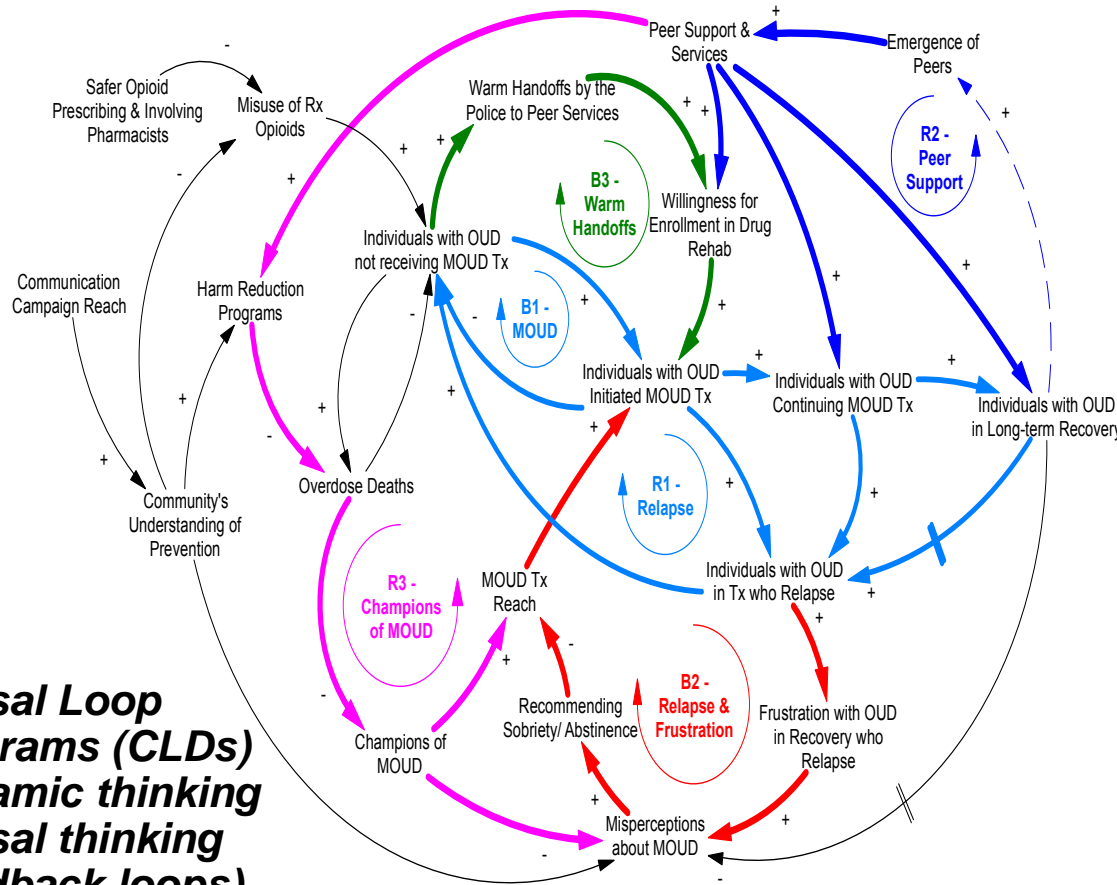 Peer Support &
Services
Emergence of
Peers
Safer Opioid
Prescribing & Involving
Pharmacists
Misuse of Rx
Opioids
Warm Handoffs by the
Police to Peer Services
R2 -
Peer
Support
B3 -
Warm
Handoffs
Willingness for
Enrollment in Drug
Rehab
Individuals with OUD
not receiving MOUD Tx
Communication
Campaign Reach
Harm Reduction
Programs
B1 -
MOUD
Individuals with OUD
Initiated MOUD Tx
Individuals with OUD
Continuing MOUD Tx
Individuals with OUD
in Long-term Recovery
Overdose Deaths
Community's
Understanding of
Prevention
R1 -
Relapse
Individuals with OUD
in Tx who Relapse
MOUD Tx
Reach
R3 -
Champions
of MOUD
B2 -
Relapse &
Frustration
Recommending
Sobriety/ Abstinence
Frustration with OUD
in Recovery who
Relapse
Champions of
MOUD
Misperceptions
about MOUD
sal Loop
rams (CLDs)
amic thinking
sal thinking
dback loops)